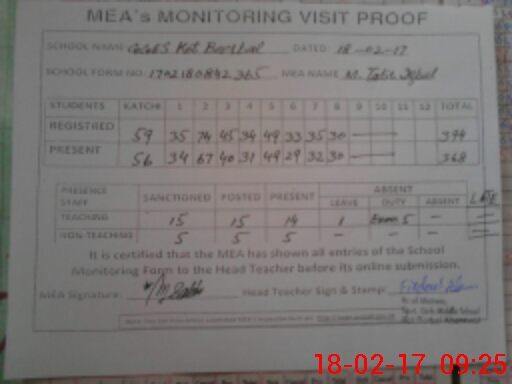 MEA's MONITORING VISIT PROOF
SCHOOL NAME DATED: 18-02-17
SCHOOL FORM NO: 1702180842365 MEA NAME M.
STUDENTS KATCHI 1 2 3 4 5 6 7 8 9 10 11 12 TOTAL
REGISTRED 59 35 74 45 34 49 33 35 30 — 394
PRESENT 56 34 67 40 31 49 29 32 30 — 368
PRESENCE STAFF SANCTIONED POSTED PRESENT ABSENT LATE
LEAVE DUTY ABSENT
TEACHING 15 15 14 1 5 — —
NON-TEACHING 5 5 5 — — — —
It is certified that the MEA has shown all entries of the School
Monitoring Form to the Head Teacher before its online submission.
MEA Signature: Head Teacher Sign & Stamp:
Girls Middle School
18-02-17 09:25